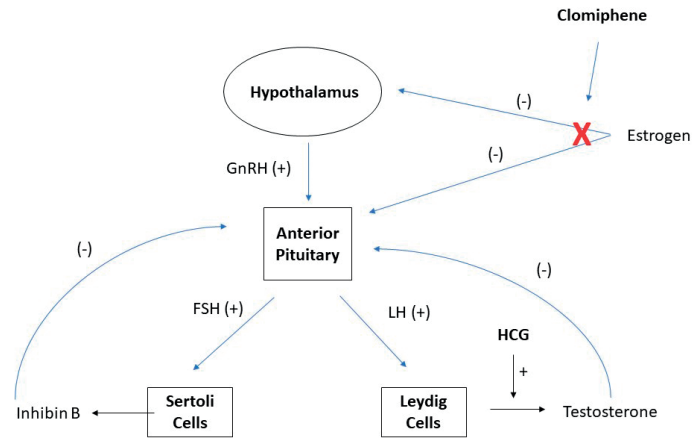 Clomiphene
Hypothalamus
(-)
Estrogen
X
(-)
GnRH (+)
Anterior
Pituitary
(-)
(-)
FSH (+)
LH (+)
HCG
+
Inhibin B
Sertoli
Cells
Leydig
Cells
Testosterone